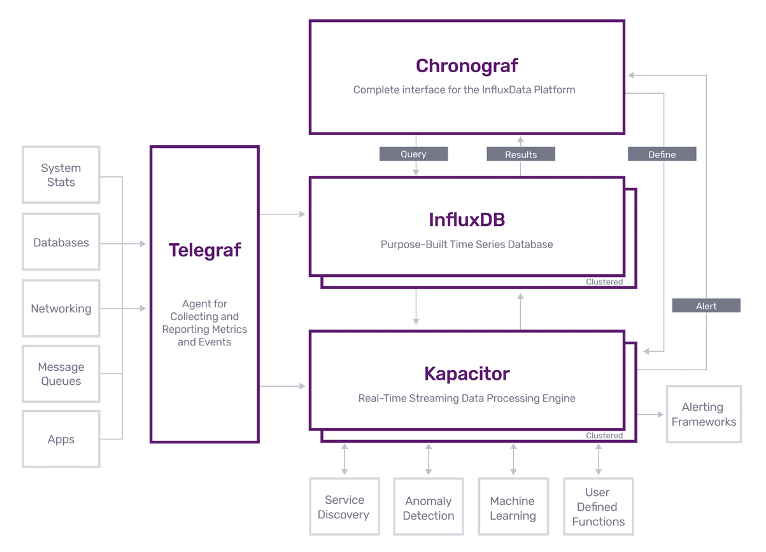 Chronograf
Complete interface for the InfluxData Platform
Query
Results
Define
System
Stats
Databases
Networking
Message
Queues
Apps
Telegraf
Agent for
Collecting and
Reporting Metrics
and Events
InfluxDB
Purpose-Built Time Series Database
Clustered
Alert
Kapacitor
Real-Time Streaming Data Processing Engine
Clustered
Alerting
Frameworks
Service
Discovery
Anomaly
Detection
Machine
Learning
User
Defined
Functions